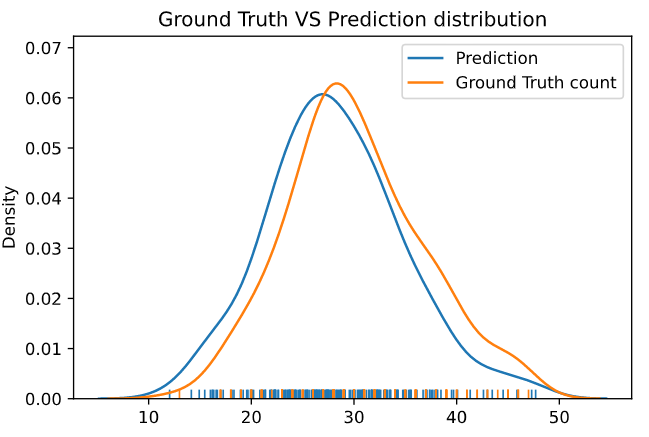 Ground Truth VS Prediction distribution
Prediction
Ground Truth count
Density
0.07
0.06
0.05
0.04
0.03
0.02
0.01
0.00
10 20 30 40 50